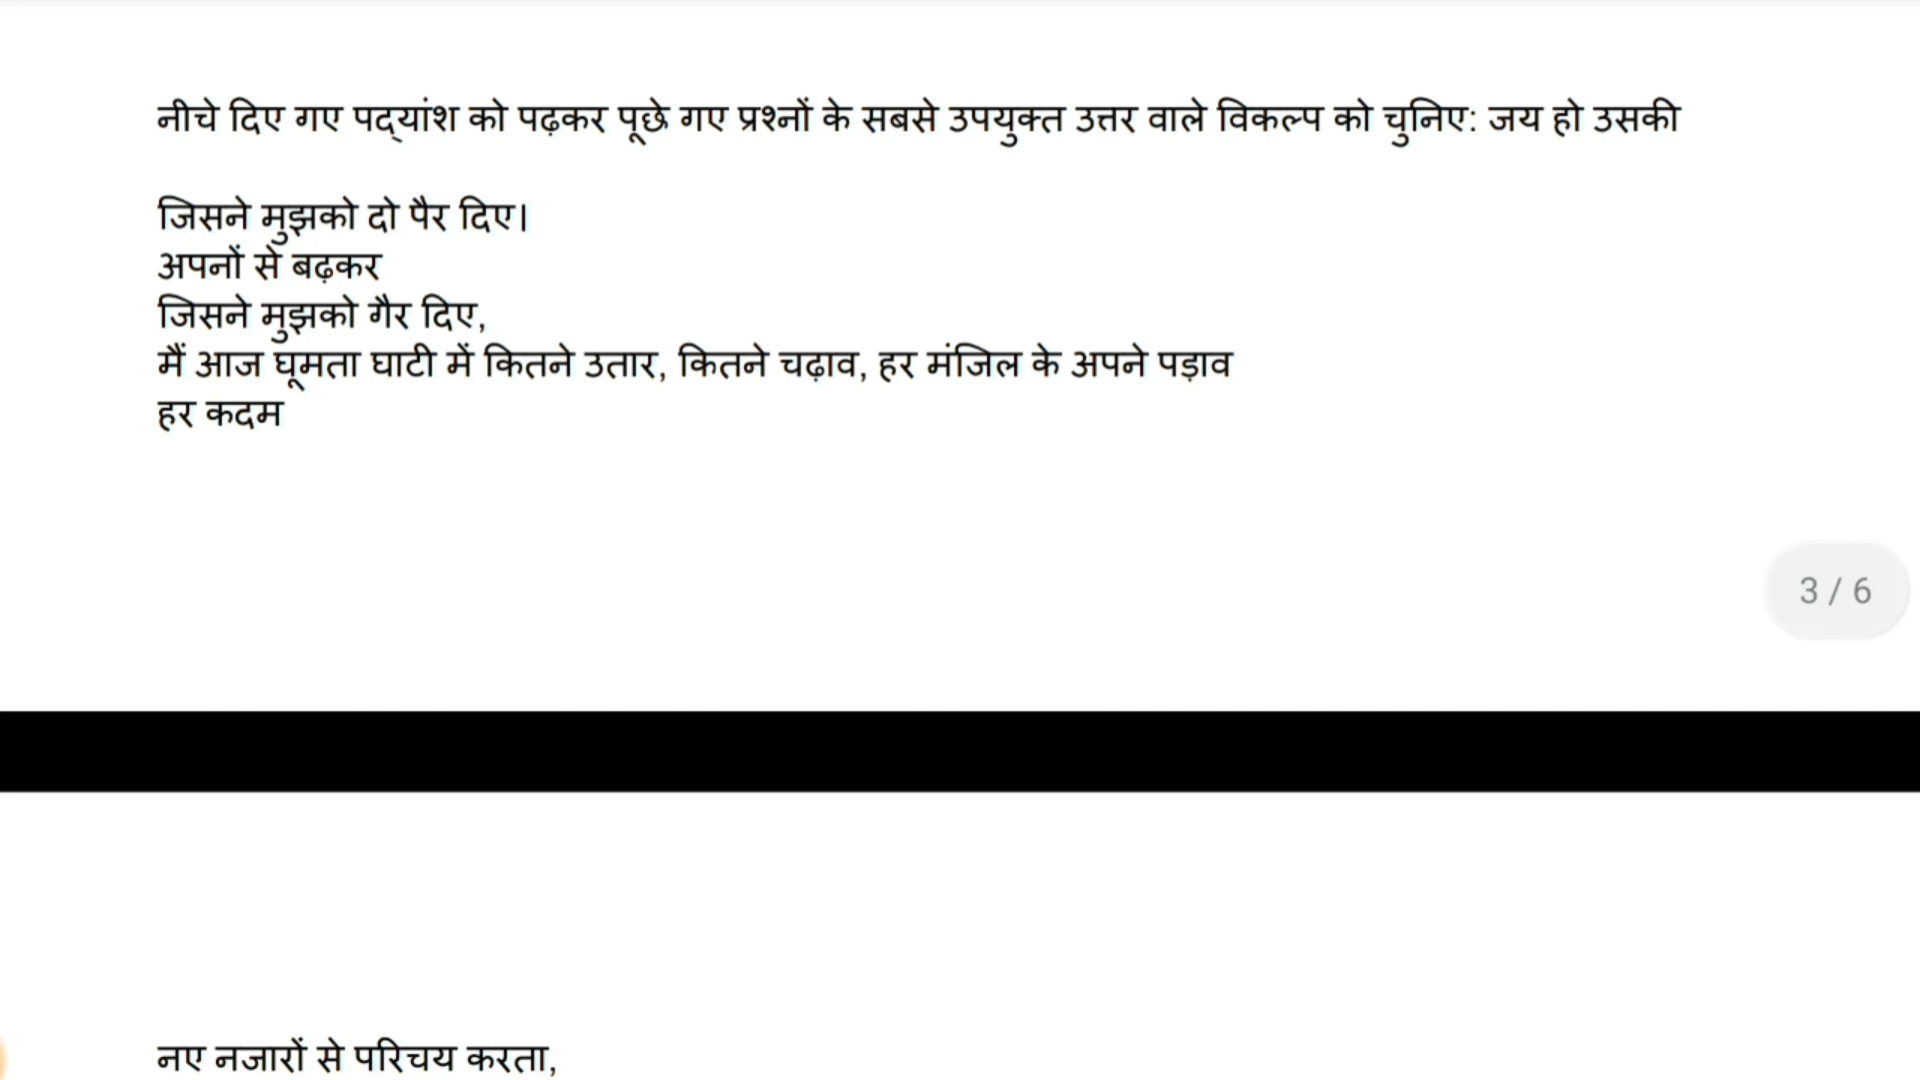 नीचे दिए गए पद्यांश को पढ़कर पूछे गए प्रश्नों के सबसे उपयुक्त उत्तर वाले विकल्प को चुनिए: जय हो उसकी
जिसने मुझको दो पैर दिए।
अपनों से बढ़कर
जिसने मुझको गैर दिए,
मैं आज घूमता घाटी में कितने उतार, कितने चढ़ाव, हर मंजिल के अपने पड़ाव
हर कदम
3 / 6
नए नजारों से परिचय करता,